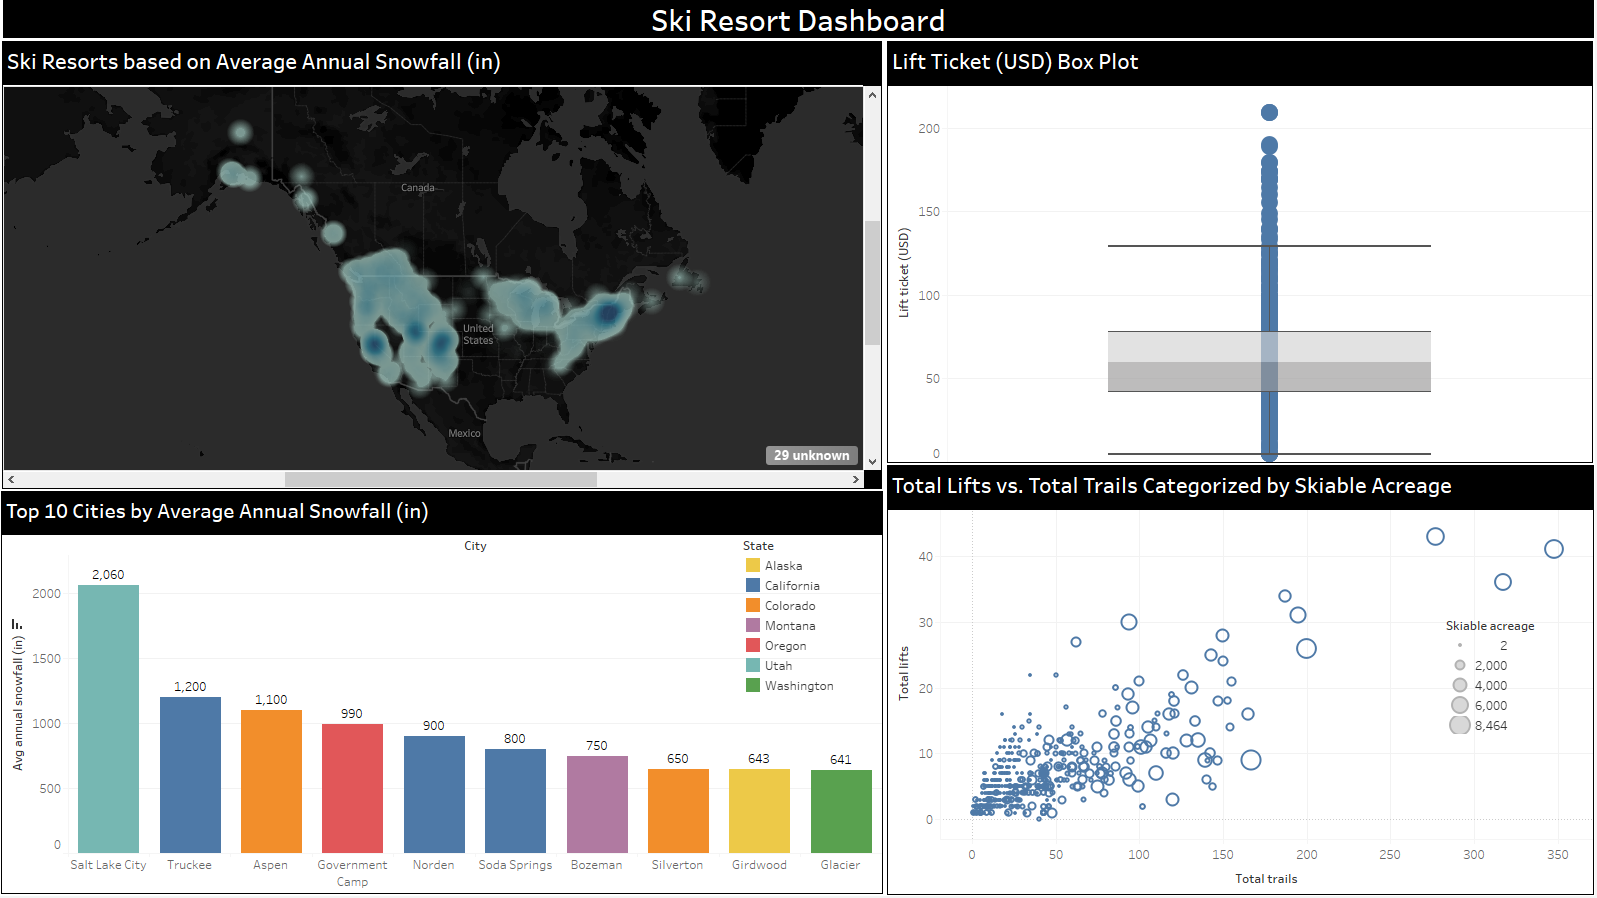 Ski Resort Dashboard
Ski Resorts based on Average Annual Snowfall (in)
Canada
United
States
Mexico
29 unknown
Lift Ticket (USD) Box Plot
Lift ticket (USD)
200
150
100
50
0
Top 10 Cities by Average Annual Snowfall (in)
City
Avg annual snowfall (in)
2000
1500
1000
500
0
2,060
1,200
1,100
990
900
800
750
650
643
641
Salt Lake City
Truckee
Aspen
Government
Camp
Norden
Soda Springs
Bozeman
Silverton
Girdwood
Glacier
State
Alaska
California
Colorado
Montana
Oregon
Utah
Washington
Total Lifts vs. Total Trails Categorized by Skiable Acreage
Total lifts
40
30
20
10
0
0
50
100
150
200
250
300
350
Total trails
Skiable acreage
2
2,000
4,000
6,000
8,464